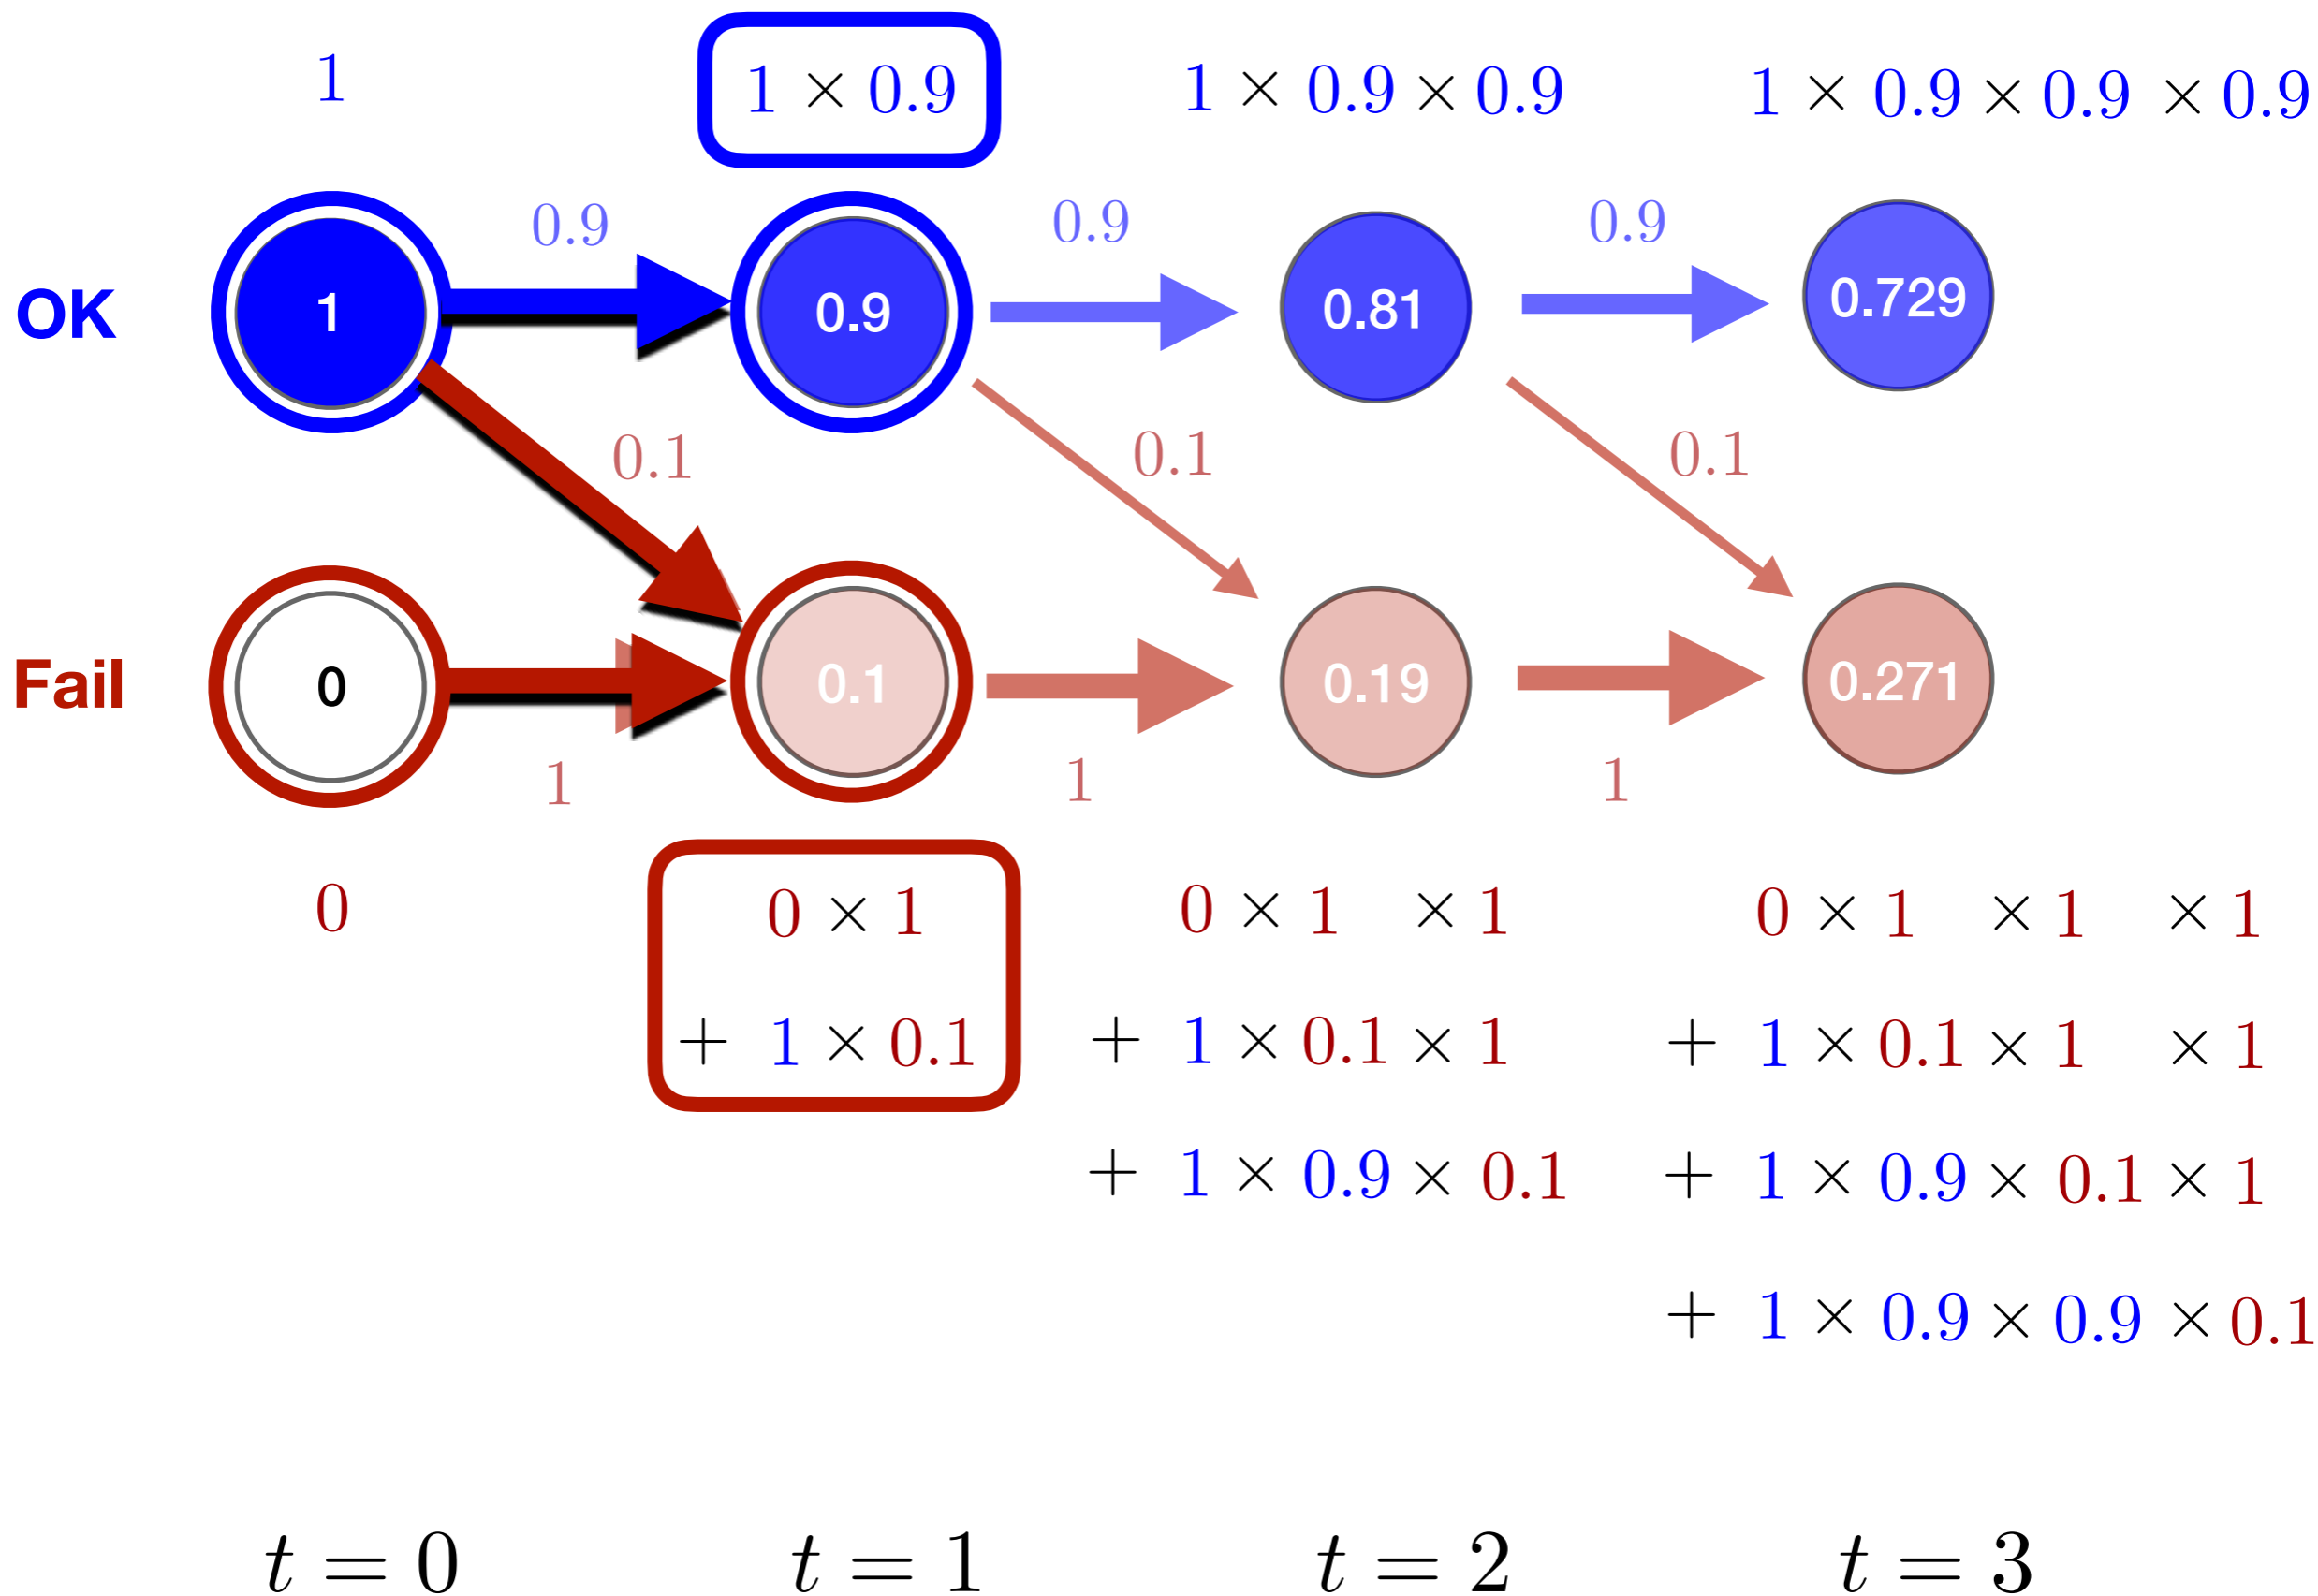 1 1 × 0.9 1 × 0.9 × 0.9 1 × 0.9 × 0.9 × 0.9
0.9 0.9 0.9
OK 1 0.9 0.81 0.729
0.1 0.1 0.1
Fail 0 0.1 0.19 0.271
1 1 1
0 0 × 1 0 × 1 × 1 0 × 1 × 1 × 1
+ 1 × 0.1 + 1 × 0.1 × 1 + 1 × 0.1 × 1 × 1
+ 1 × 0.9 × 0.1 + 1 × 0.9 × 0.1 × 1
+ 1 × 0.9 × 0.9 × 0.1
t = 0 t = 1 t = 2 t = 3